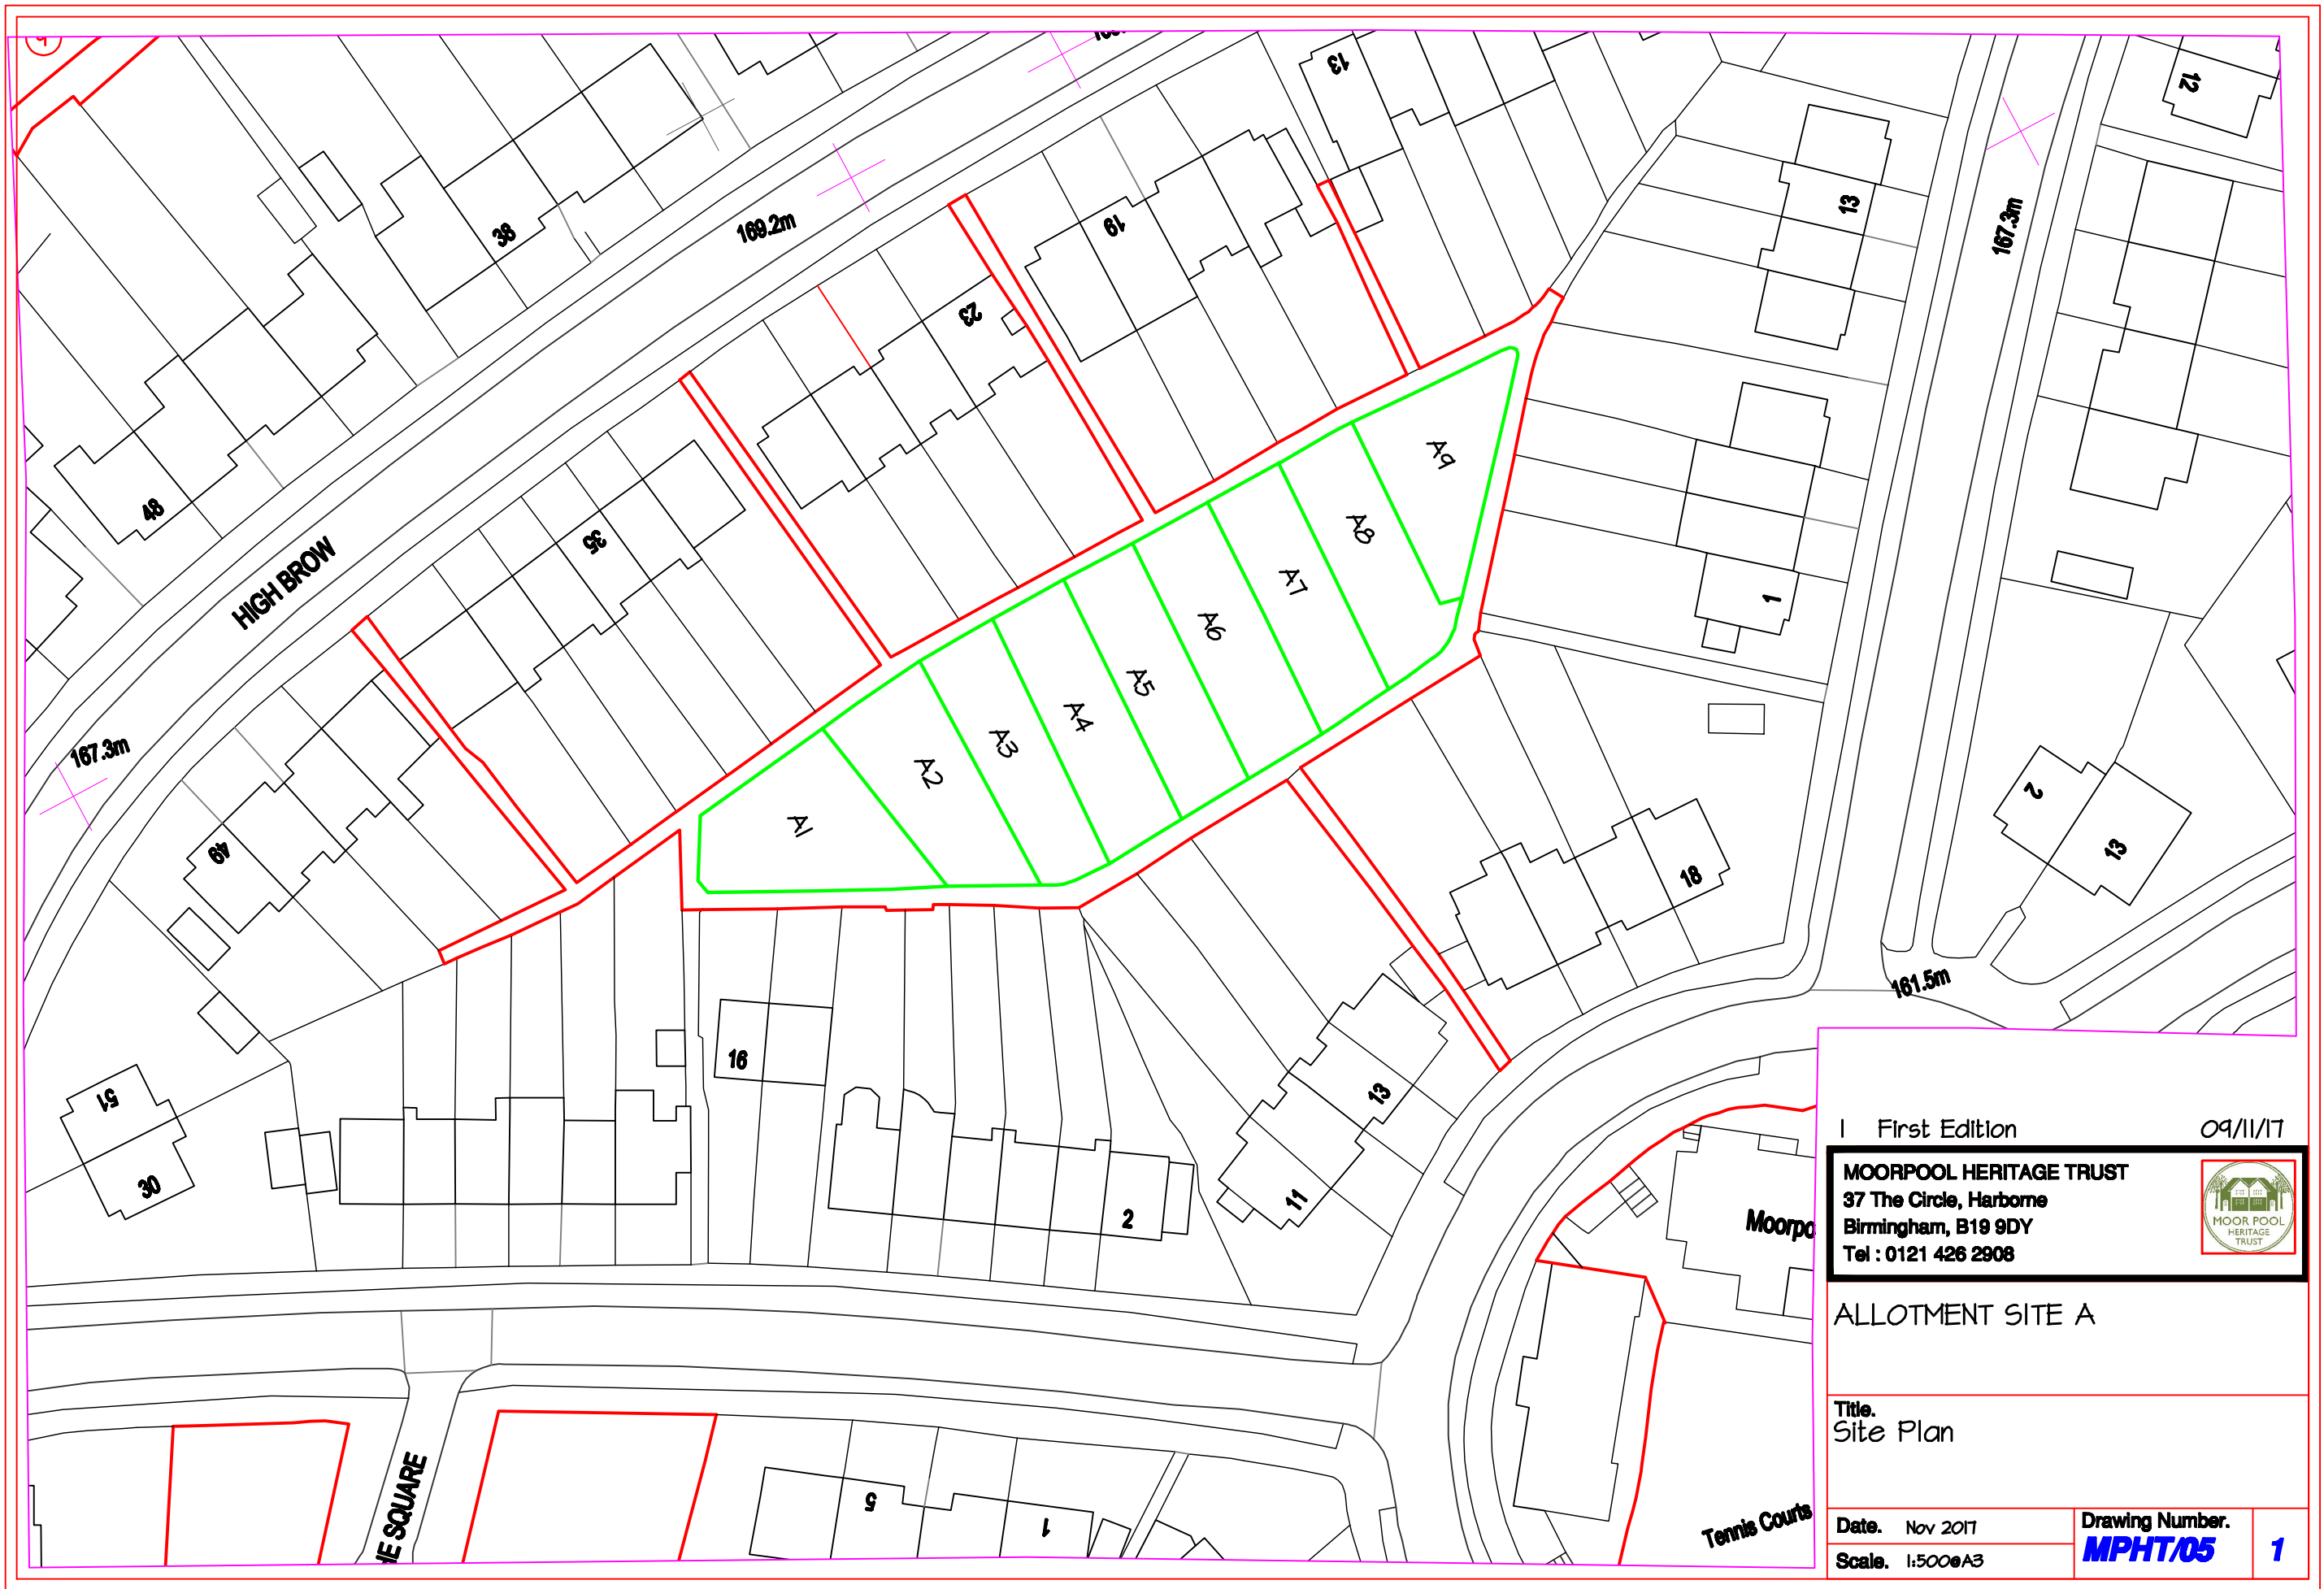 13
12
38
13
19
169.2m
167.3m
23
A9
48
35
A8
HIGH BROW
A7
1
A6
A5
A4
A3
167.3m
A2
2
A1
49
13
18
161.5m
16
51
13
30
11
2
Moorpo
1 First Edition 09/11/17
MOORPOOL HERITAGE TRUST
37 The Circle, Harborne
Birmingham, B19 9DY
Tel : 0121 426 2908
MOOR POOL
HERITAGE
TRUST
ALLOTMENT SITE A
Title.
Site Plan
HE SQUARE
5
1
Tennis Courts
Date. Nov 2017
Scale. 1:500@A3
Drawing Number.
MPHT/05 1